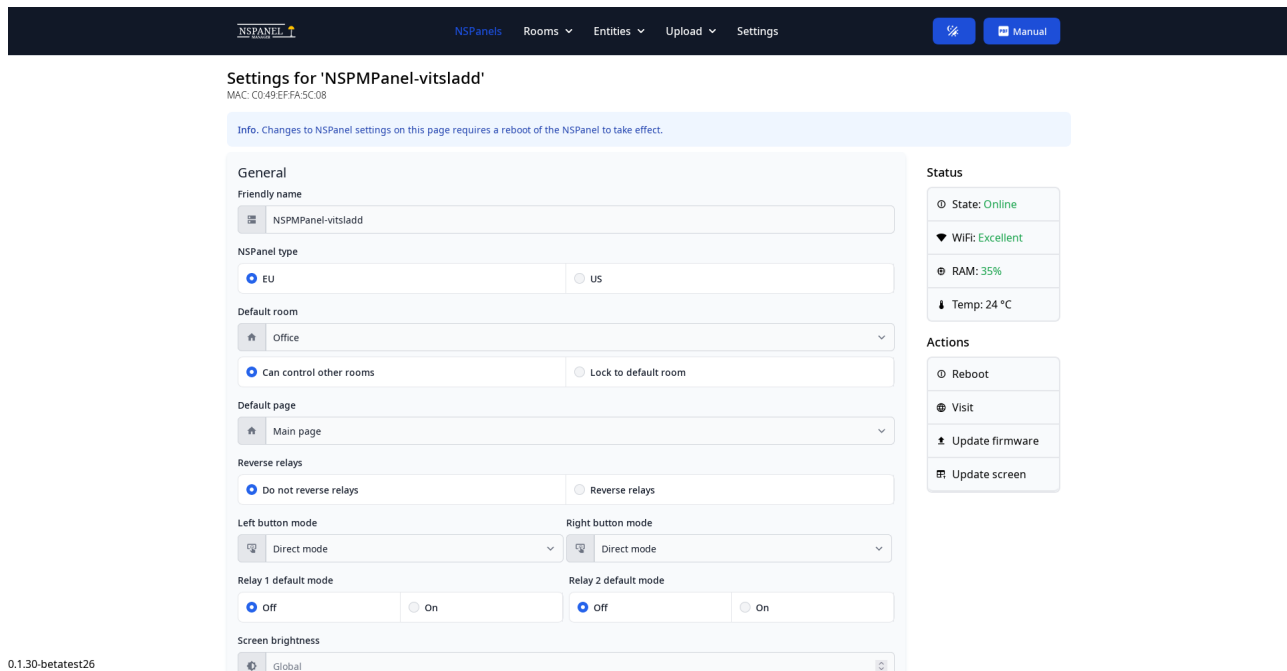 NSPANEL
MANAGER
NSPanels
Rooms
Entities
Upload
Settings
Manual
Settings for 'NSPMPanel-vitsladd'
MAC: C0:49:EF:FA:5C:08
Info. Changes to NSPanel settings on this page requires a reboot of the NSPanel to take effect.
General
Friendly name
NSPMPanel-vitsladd
NSPanel type
EU
US
Default room
Office
Can control other rooms
Lock to default room
Default page
Main page
Reverse relays
Do not reverse relays
Reverse relays
Left button mode
Right button mode
Direct mode
Direct mode
Relay 1 default mode
Relay 2 default mode
Off
On
Off
On
Screen brightness
Global
Status
State: Online
WiFi: Excellent
RAM: 35%
Temp: 24 °C
Actions
Reboot
Visit
Update firmware
Update screen
0.1.30-betatest26